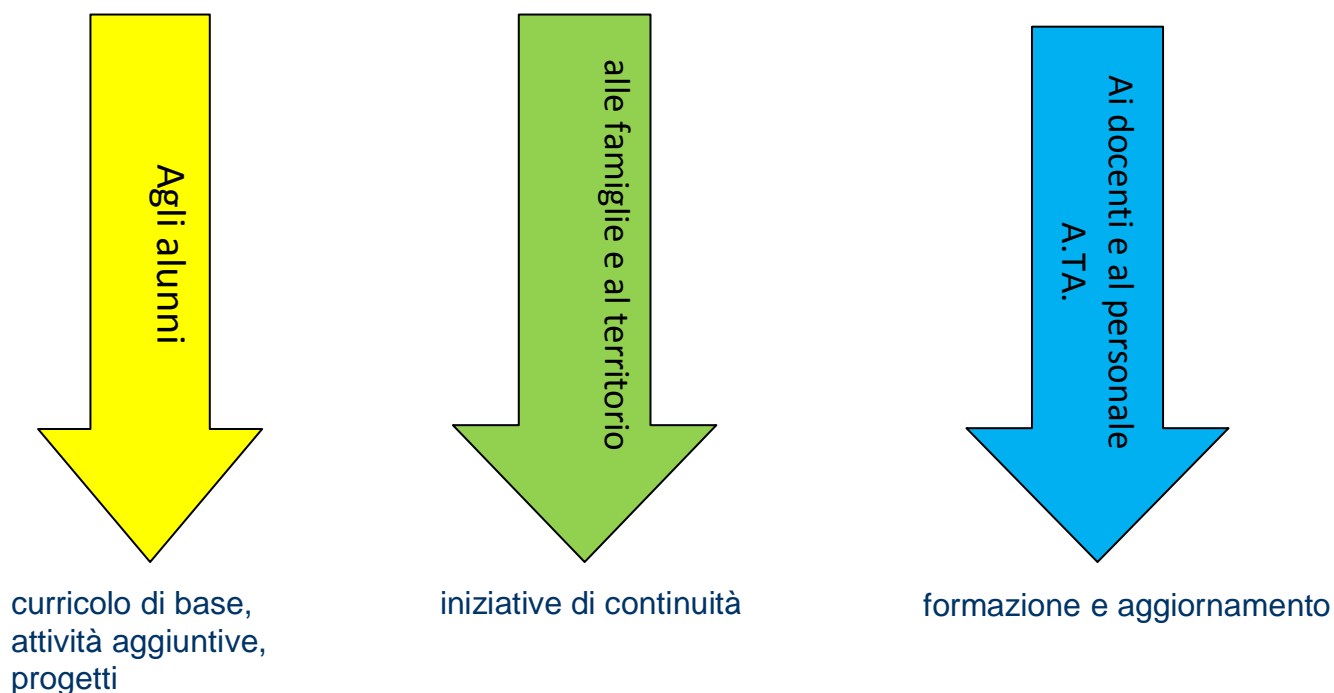 Agli alunni
alle famiglie e al territorio
Ai docenti e al personale
A.TA.
curricolo di base,
attività aggiuntive,
progetti
iniziative di continuità
formazione e aggiornamento